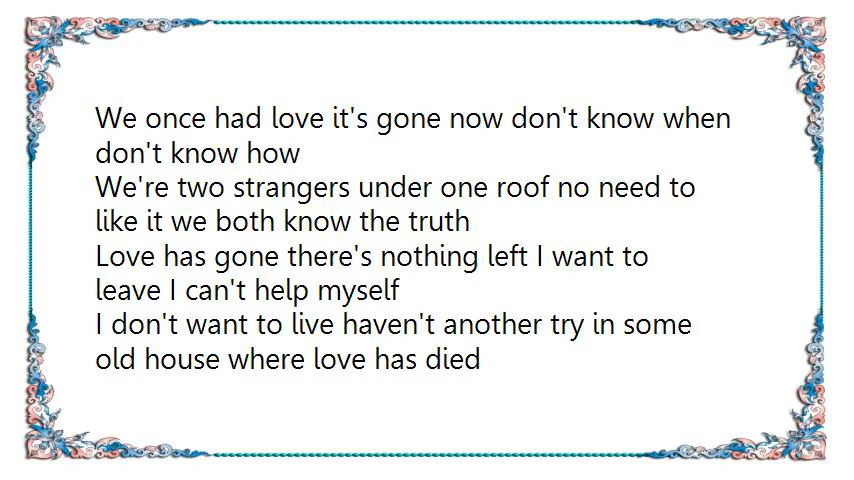 We once had love it's gone now don't know when
don't know how
We're two strangers under one roof no need to
like it we both know the truth
Love has gone there's nothing left I want to
leave I can't help myself
I don't want to live haven't another try in some
old house where love has died